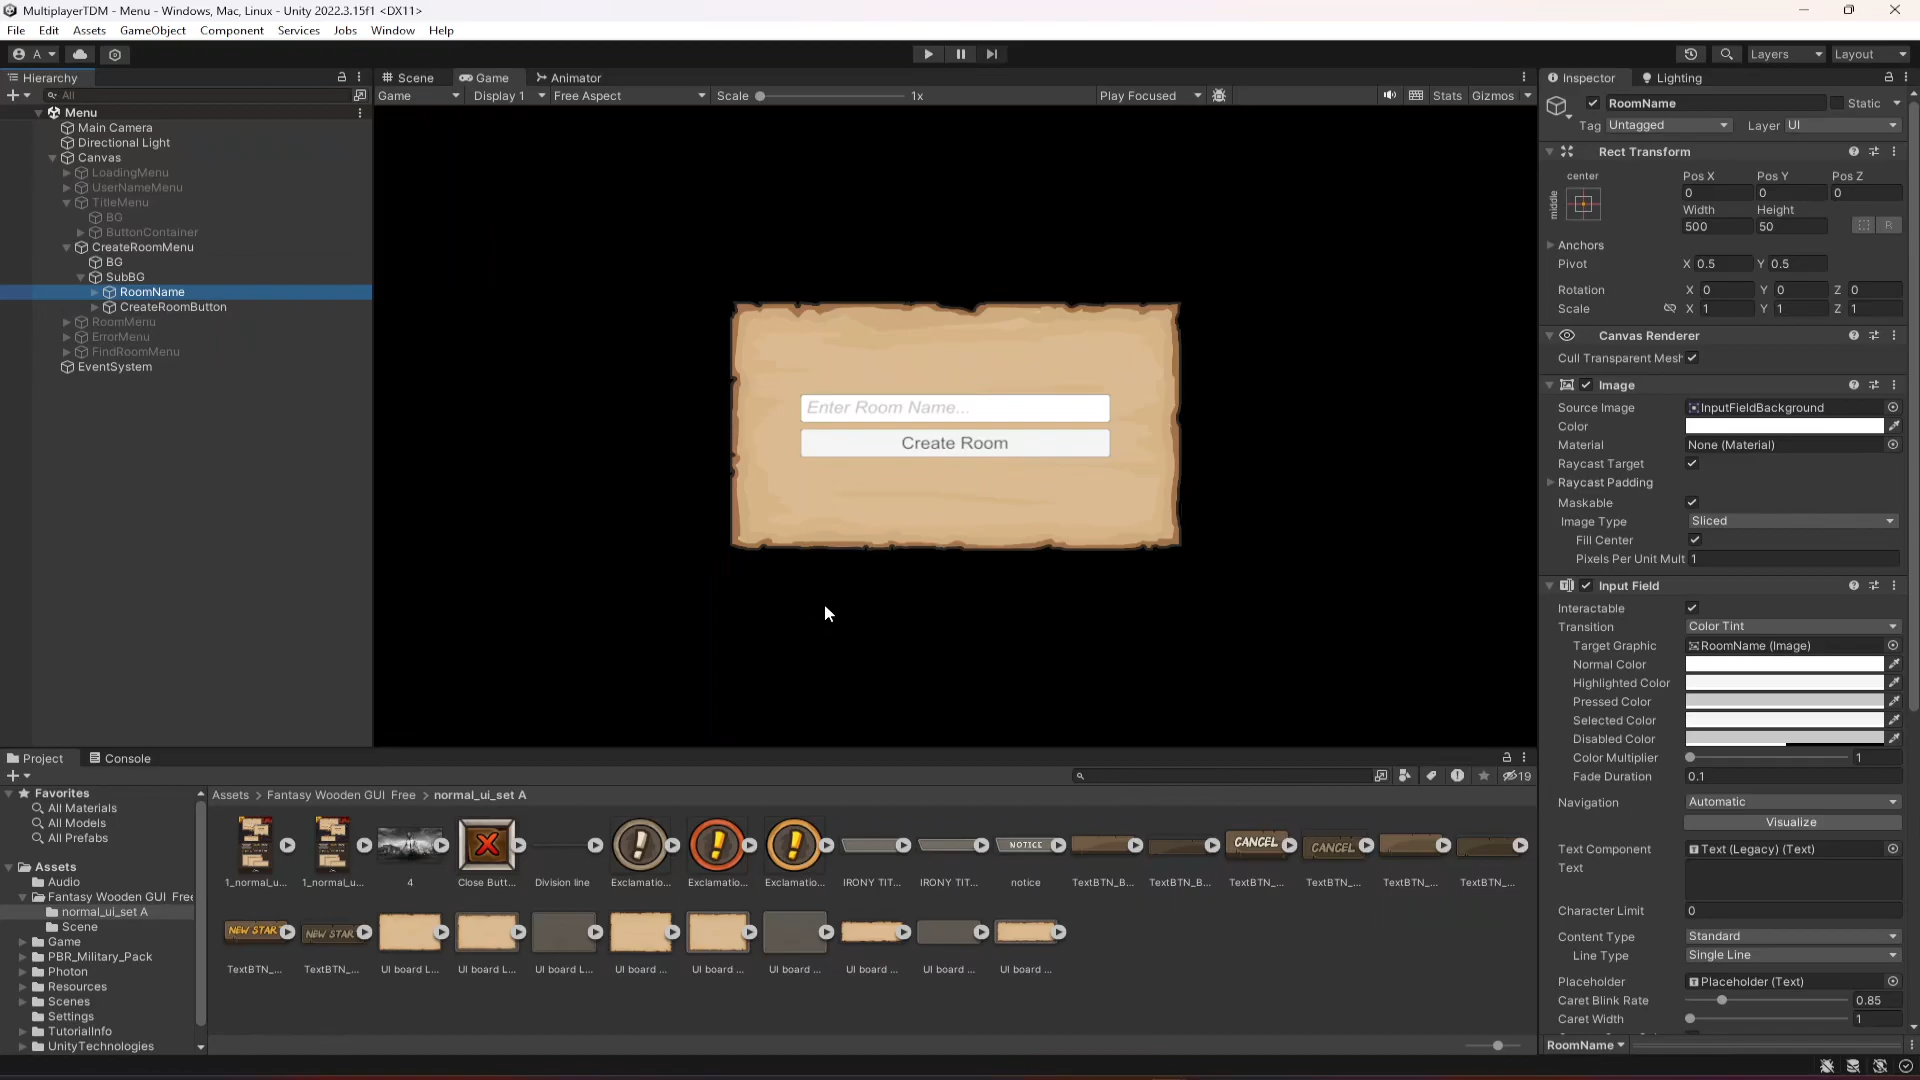 MultiplayerTDM - Menu - Windows, Mac, Linux - Unity 2022.3.15f1 <DX11>
File Edit Assets GameObject Component Services Jobs Window Help
A Layers Layout
Hierarchy Scene Game Animator Inspector Lighting
All Game Display 1 Free Aspect Scale 1x Play Focused Stats Gizmos
Menu
Main Camera
Directional Light
Canvas
LoadingMenu
UserNameMenu
TitleMenu
BG
ButtonContainer
CreateRoomMenu
BG
SubBG
RoomName
CreateRoomButton
RoomMenu
ErrorMenu
FindRoomMenu
EventSystem
Enter Room Name...
Create Room
RoomName Static
Tag Untagged Layer UI
Rect Transform
center
middle
Pos X Pos Y Pos Z
0 0 0
Width Height
500 50 R
Anchors
Pivot X 0.5 Y 0.5
Rotation X 0 Y 0 Z 0
Scale X 1 Y 1 Z 1
Canvas Renderer
Cull Transparent Mesh
Image
Source Image InputFieldBackground
Color
Material None (Material)
Raycast Target
Raycast Padding
Maskable
Image Type Sliced
Fill Center
Pixels Per Unit Mult 1
Input Field
Interactable
Transition Color Tint
Target Graphic RoomName (Image)
Normal Color
Highlighted Color
Pressed Color
Selected Color
Disabled Color
Color Multiplier 1
Fade Duration 0.1
Navigation Automatic
Visualize
Text Component Text (Legacy) (Text)
Text
Character Limit 0
Content Type Standard
Line Type Single Line
Placeholder Placeholder (Text)
Caret Blink Rate 0.85
Caret Width 1
RoomName
Project Console
19
Favorites
All Materials
All Models
All Prefabs
Assets
Audio
Fantasy Wooden GUI Free
normal_ui_set A
Scene
Game
PBR_Military_Pack
Photon
Resources
Scenes
Settings
TutorialInfo
UnityTechnologies
Assets > Fantasy Wooden GUI Free > normal_ui_set A
NOTICE CANCEL CANCEL
1_normal_u... 1_normal_u... 4 Close Butt... Division line Exclamatio... Exclamatio... Exclamatio... IRONY TIT... IRONY TIT... notice TextBTN_B... TextBTN_B... TextBTN_... TextBTN_... TextBTN_... TextBTN_...
NEW STAR NEW STAR
TextBTN_... TextBTN_... UI board L... UI board L... UI board L... UI board ... UI board ... UI board ... UI board ... UI board ... UI board ...